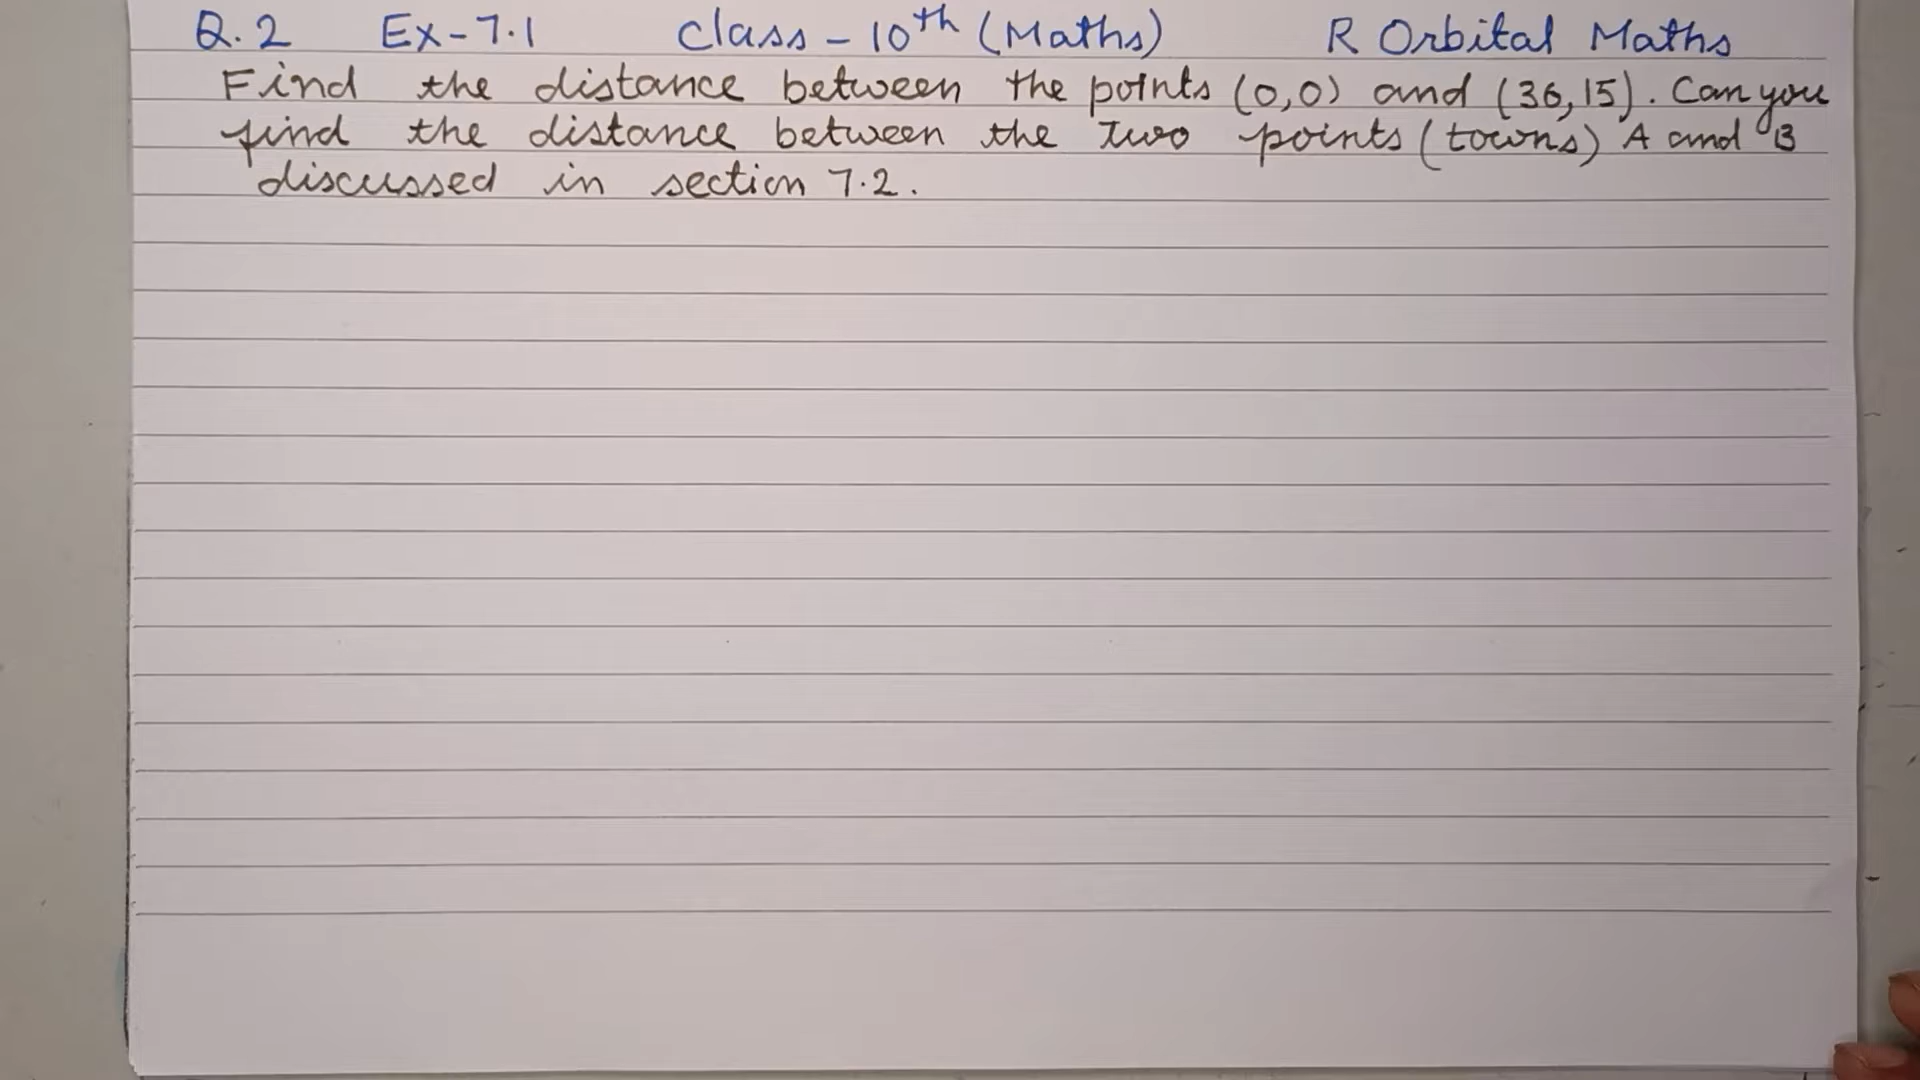 Q.2 Ex-7.1 Class-10th (Maths) R Orbital Maths
Find the distance between the points (0,0) and (36,15). Can you
find the distance between the two points (towns) A and B
discussed in section 7.2.